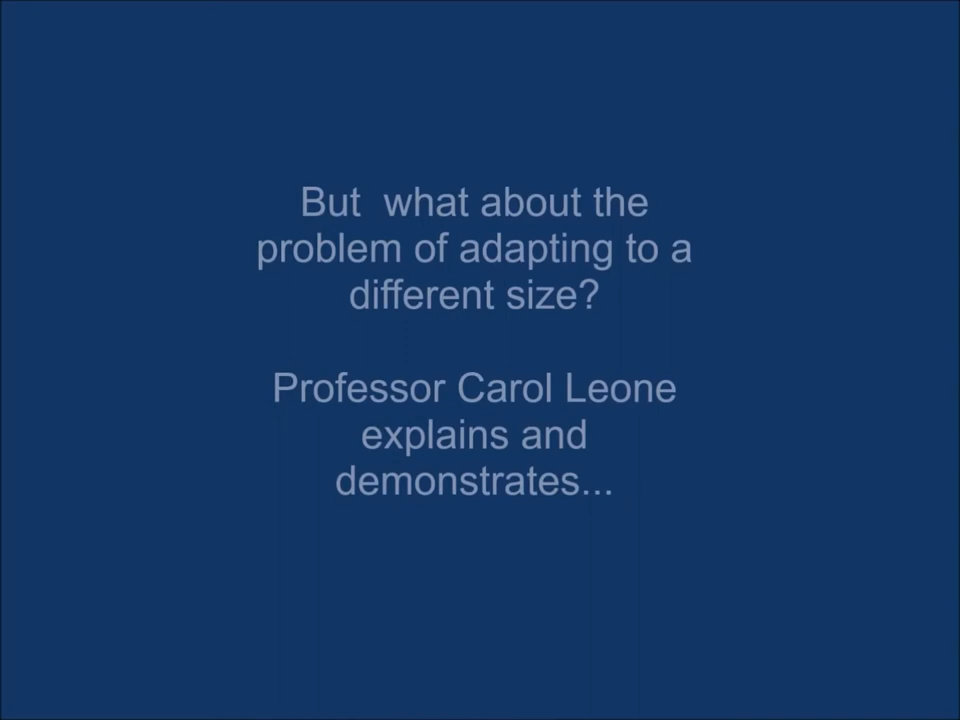 But  what about the
problem of adapting to a
different size?
Professor Carol Leone
explains and
demonstrates...